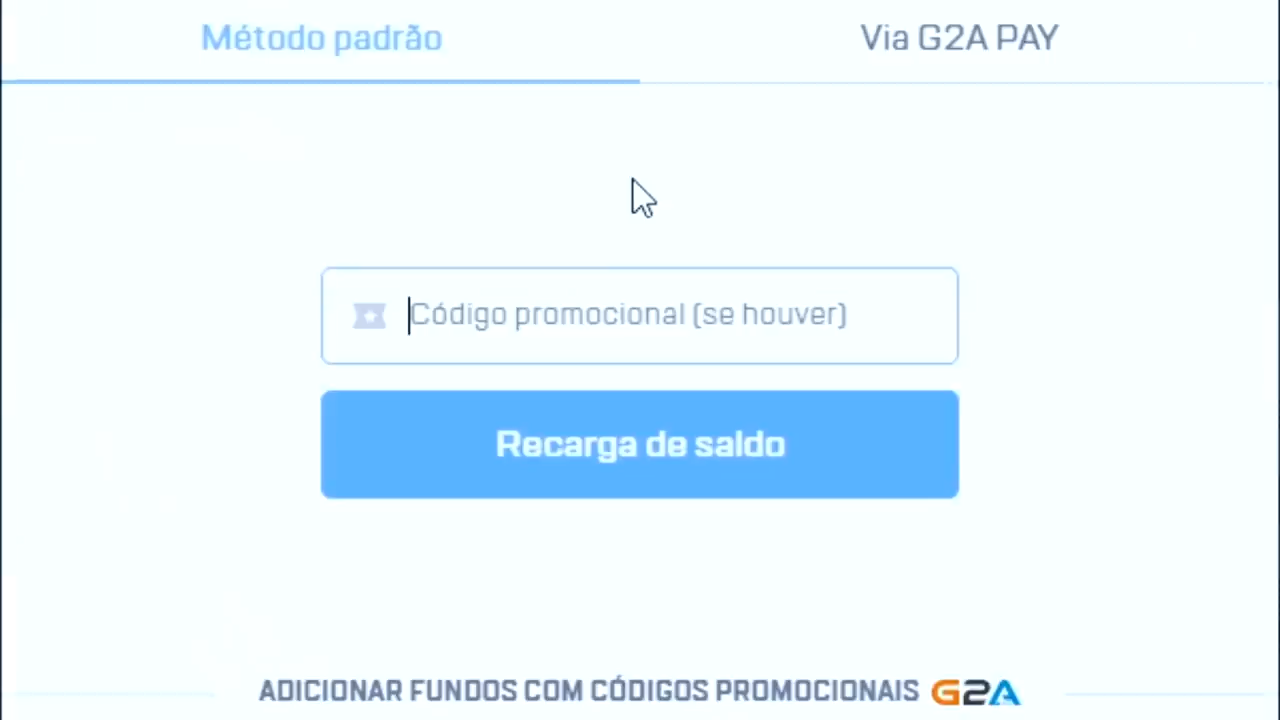 Método padrão
Via G2A PAY
Código promocional (se houver)
Recarga de saldo
ADICIONAR FUNDOS COM CÓDIGOS PROMOCIONAIS G2A